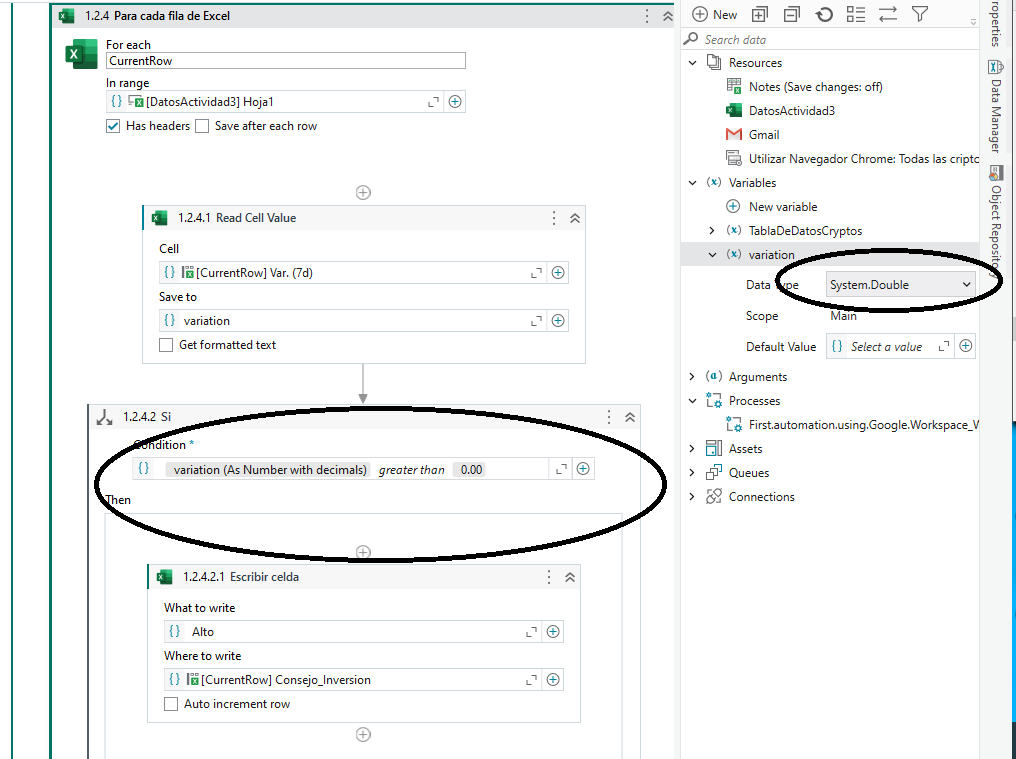 1.2.4 Para cada fila de Excel
For each
CurrentRow
In range
[DatosActividad3] Hoja1
Has headers Save after each row
1.2.4.1 Read Cell Value
Cell
[CurrentRow] Var. (7d)
Save to
variation
Get formatted text
1.2.4.2 Si
Condition *
variation (As Number with decimals) greater than 0.00
Then
1.2.4.2.1 Escribir celda
What to write
Alto
Where to write
[CurrentRow] Consejo_Inversion
Auto increment row
New
Search data
Resources
Notes (Save changes: off)
DatosActividad3
Gmail
Utilizar Navegador Chrome: Todas las cripto
Variables
New variable
TablaDeDatosCryptos
variation
Data Type System.Double
Scope Main
Default Value Select a value
Arguments
Processes
First.automation.using.Google.Workspace_W
Assets
Queues
Connections
roperties
Data Manager
Object Repository